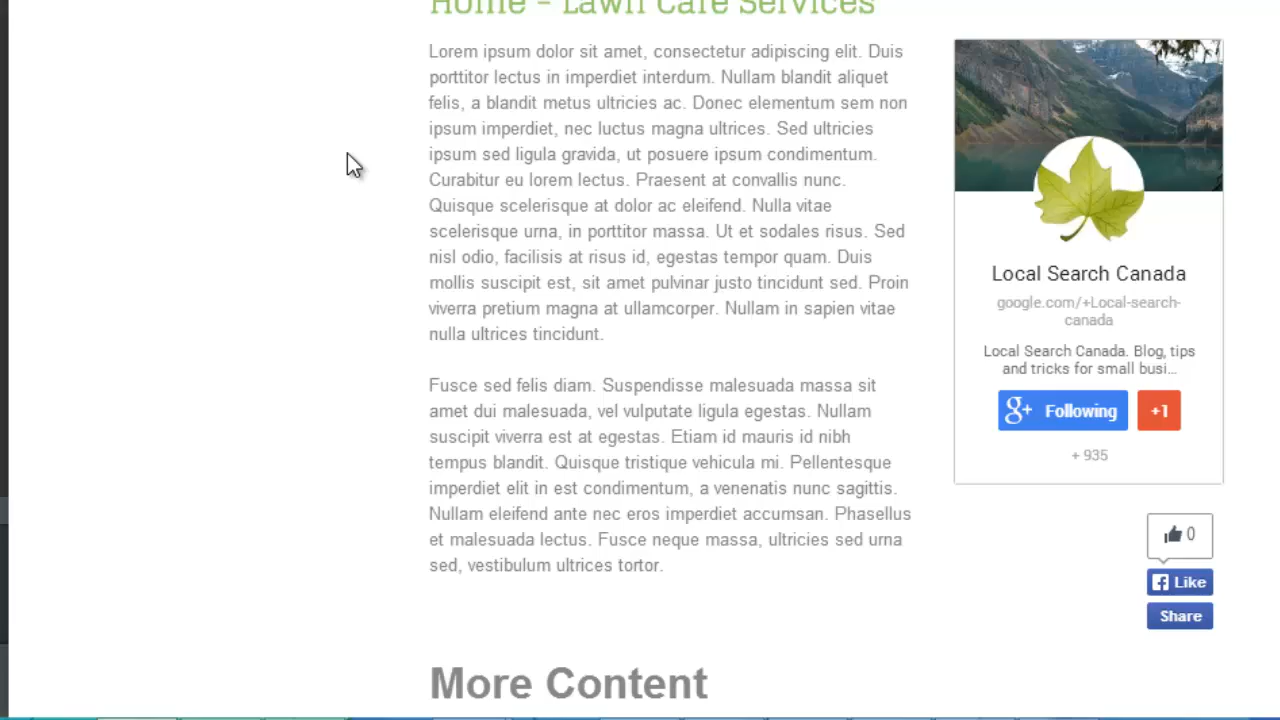 Home - Lawn Care Services
Lorem ipsum dolor sit amet, consectetur adipiscing elit. Duis
porttitor lectus in imperdiet interdum. Nullam blandit aliquet
felis, a blandit metus ultricies ac. Donec elementum sem non
ipsum imperdiet, nec luctus magna ultrices. Sed ultricies
ipsum sed ligula gravida, ut posuere ipsum condimentum.
Curabitur eu lorem lectus. Praesent at convallis nunc.
Quisque scelerisque at dolor ac eleifend. Nulla vitae
scelerisque urna, in porttitor massa. Ut et sodales risus. Sed
nisl odio, facilisis at risus id, egestas tempor quam. Duis
mollis suscipit est, sit amet pulvinar justo tincidunt sed. Proin
viverra pretium magna at ullamcorper. Nullam in sapien vitae
nulla ultrices tincidunt.
Fusce sed felis diam. Suspendisse malesuada massa sit
amet dui malesuada, vel vulputate ligula egestas. Nullam
suscipit viverra est at egestas. Etiam id mauris id nibh
tempus blandit. Quisque tristique vehicula mi. Pellentesque
imperdiet elit in est condimentum, a venenatis nunc sagittis.
Nullam eleifend ante nec eros imperdiet accumsan. Phasellus
et malesuada lectus. Fusce neque massa, ultricies sed urna
sed, vestibulum ultrices tortor.
More Content
Local Search Canada
google.com/+Local-search-
canada
Local Search Canada. Blog, tips
and tricks for small busi...
g+ Following +1
+ 935
0
Like
Share